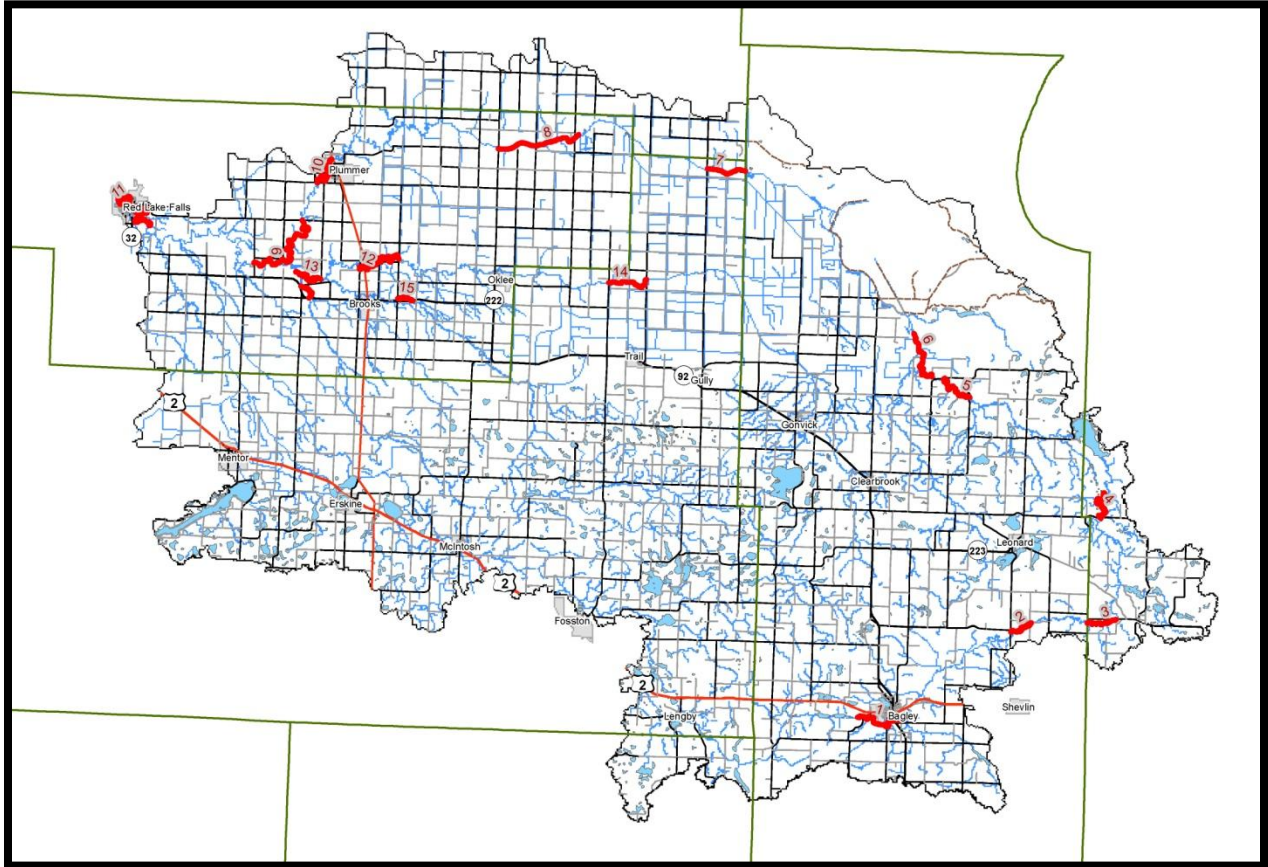 8
7
10
Plummer
11
Red Lake Falls
32
9
13
12
14
15
Oklee
222
Brooks
6
5
Trail
92
Gully
2
Gonvick
Mentor
Clearbrook
Erskine
4
McIntosh
223
Leonard
2
Fosston
2
3
2
Lengby
1
Bagley
Shevlin